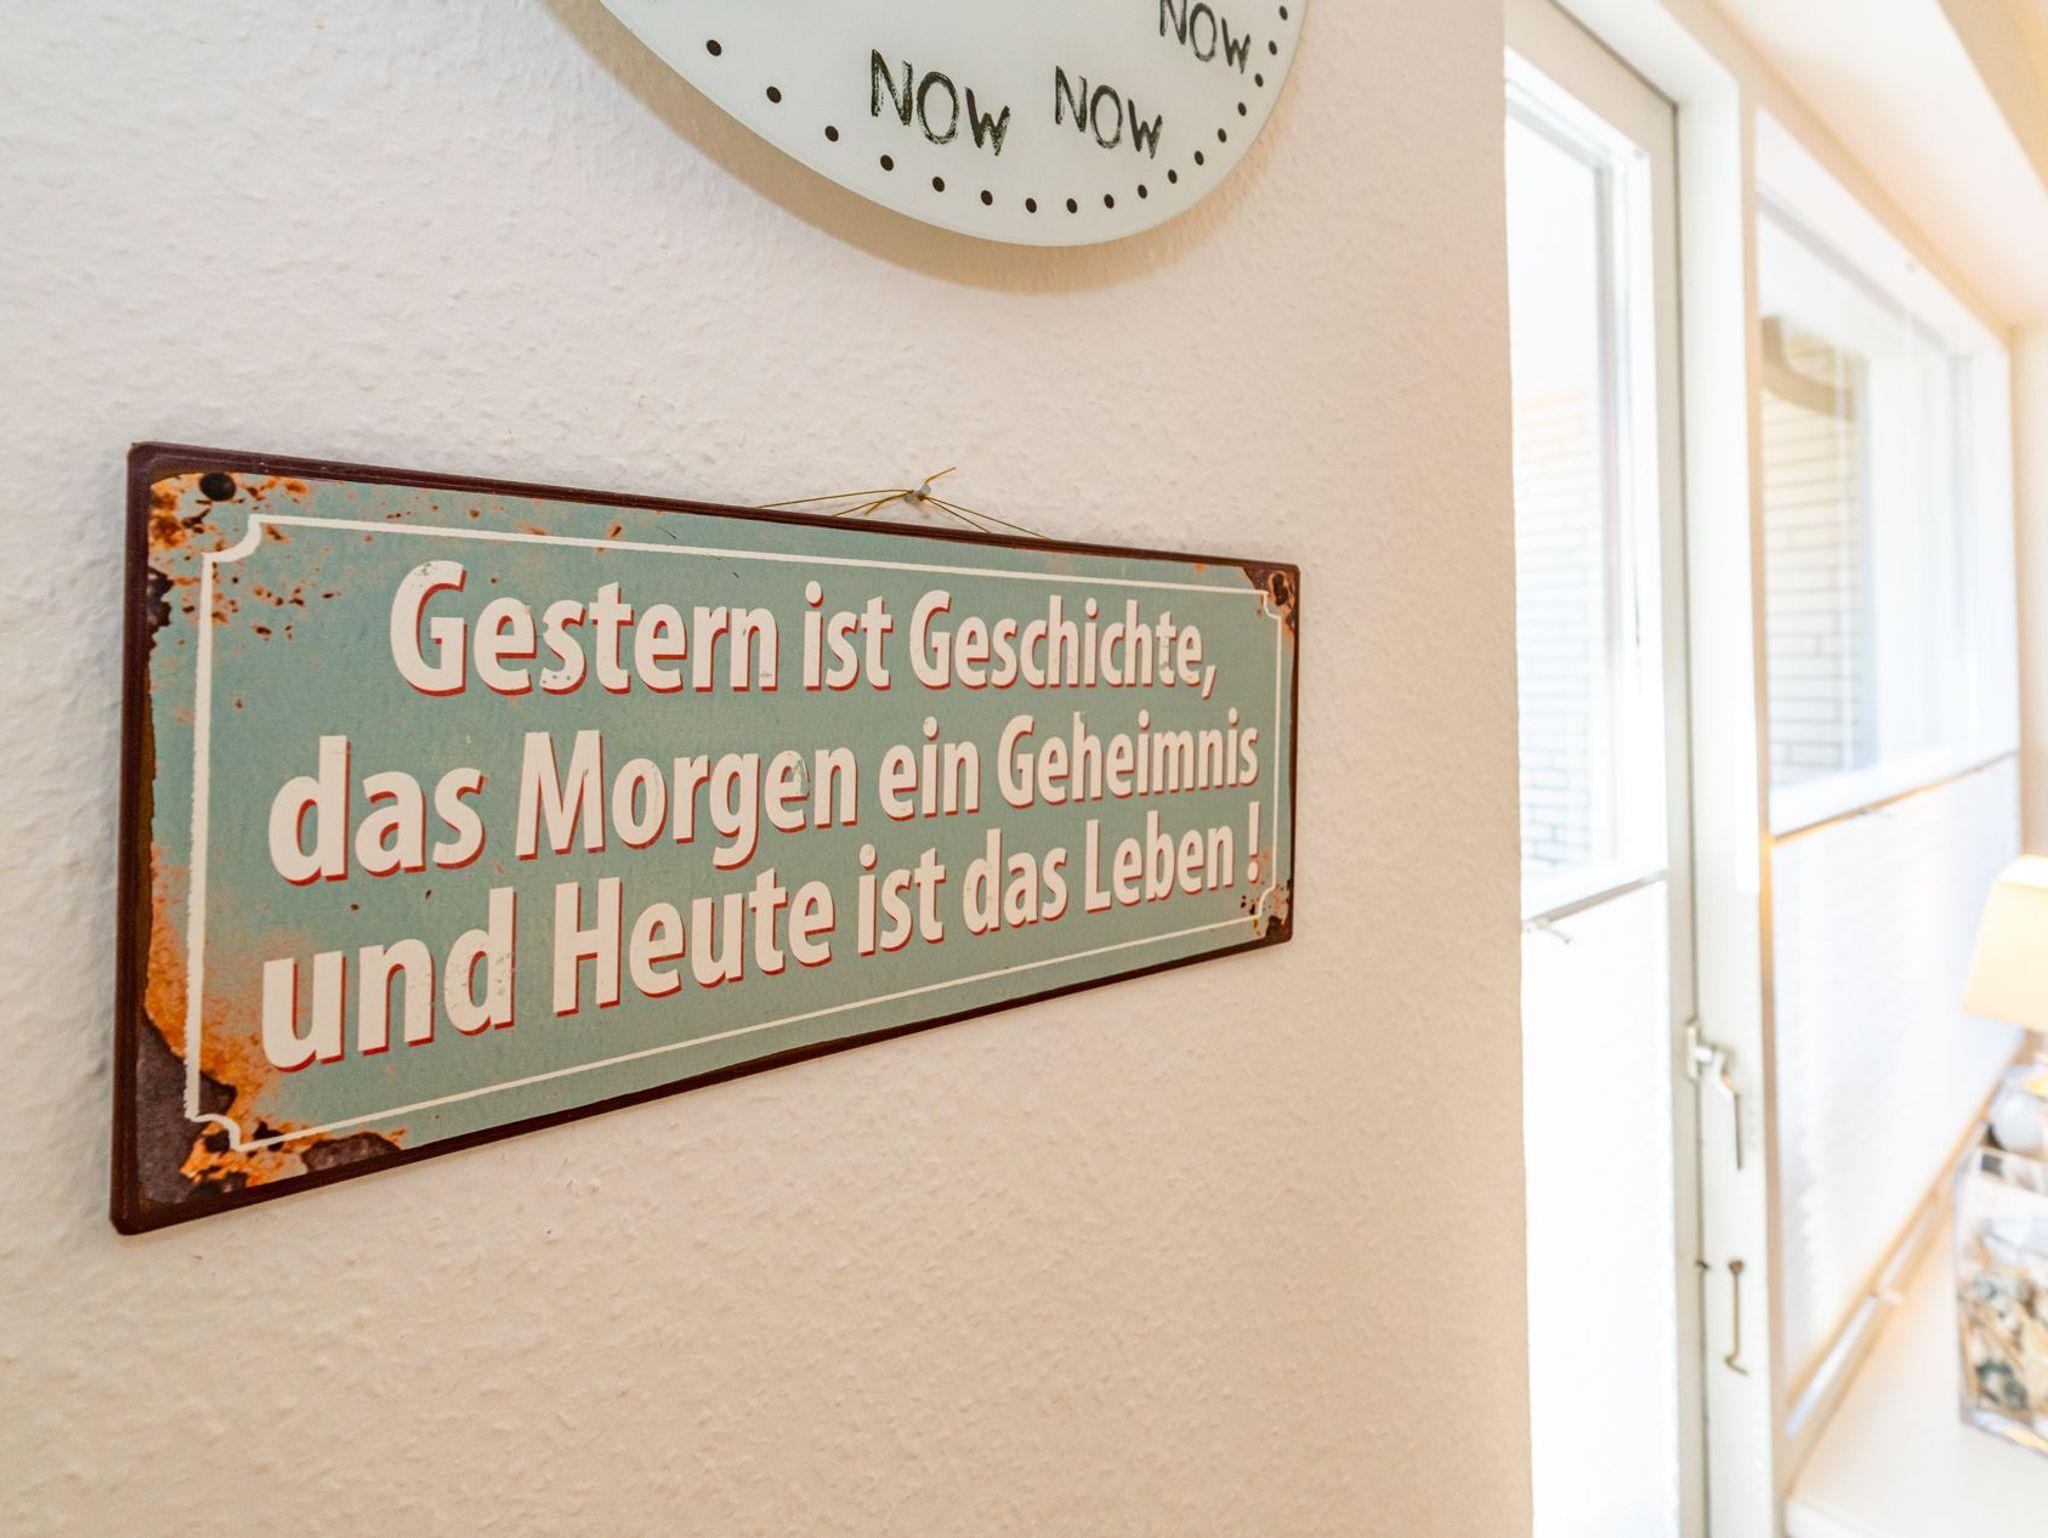 NOW
NOW NOW
Gestern ist Geschichte,
das Morgen ein Geheimnis
und Heute ist das Leben !